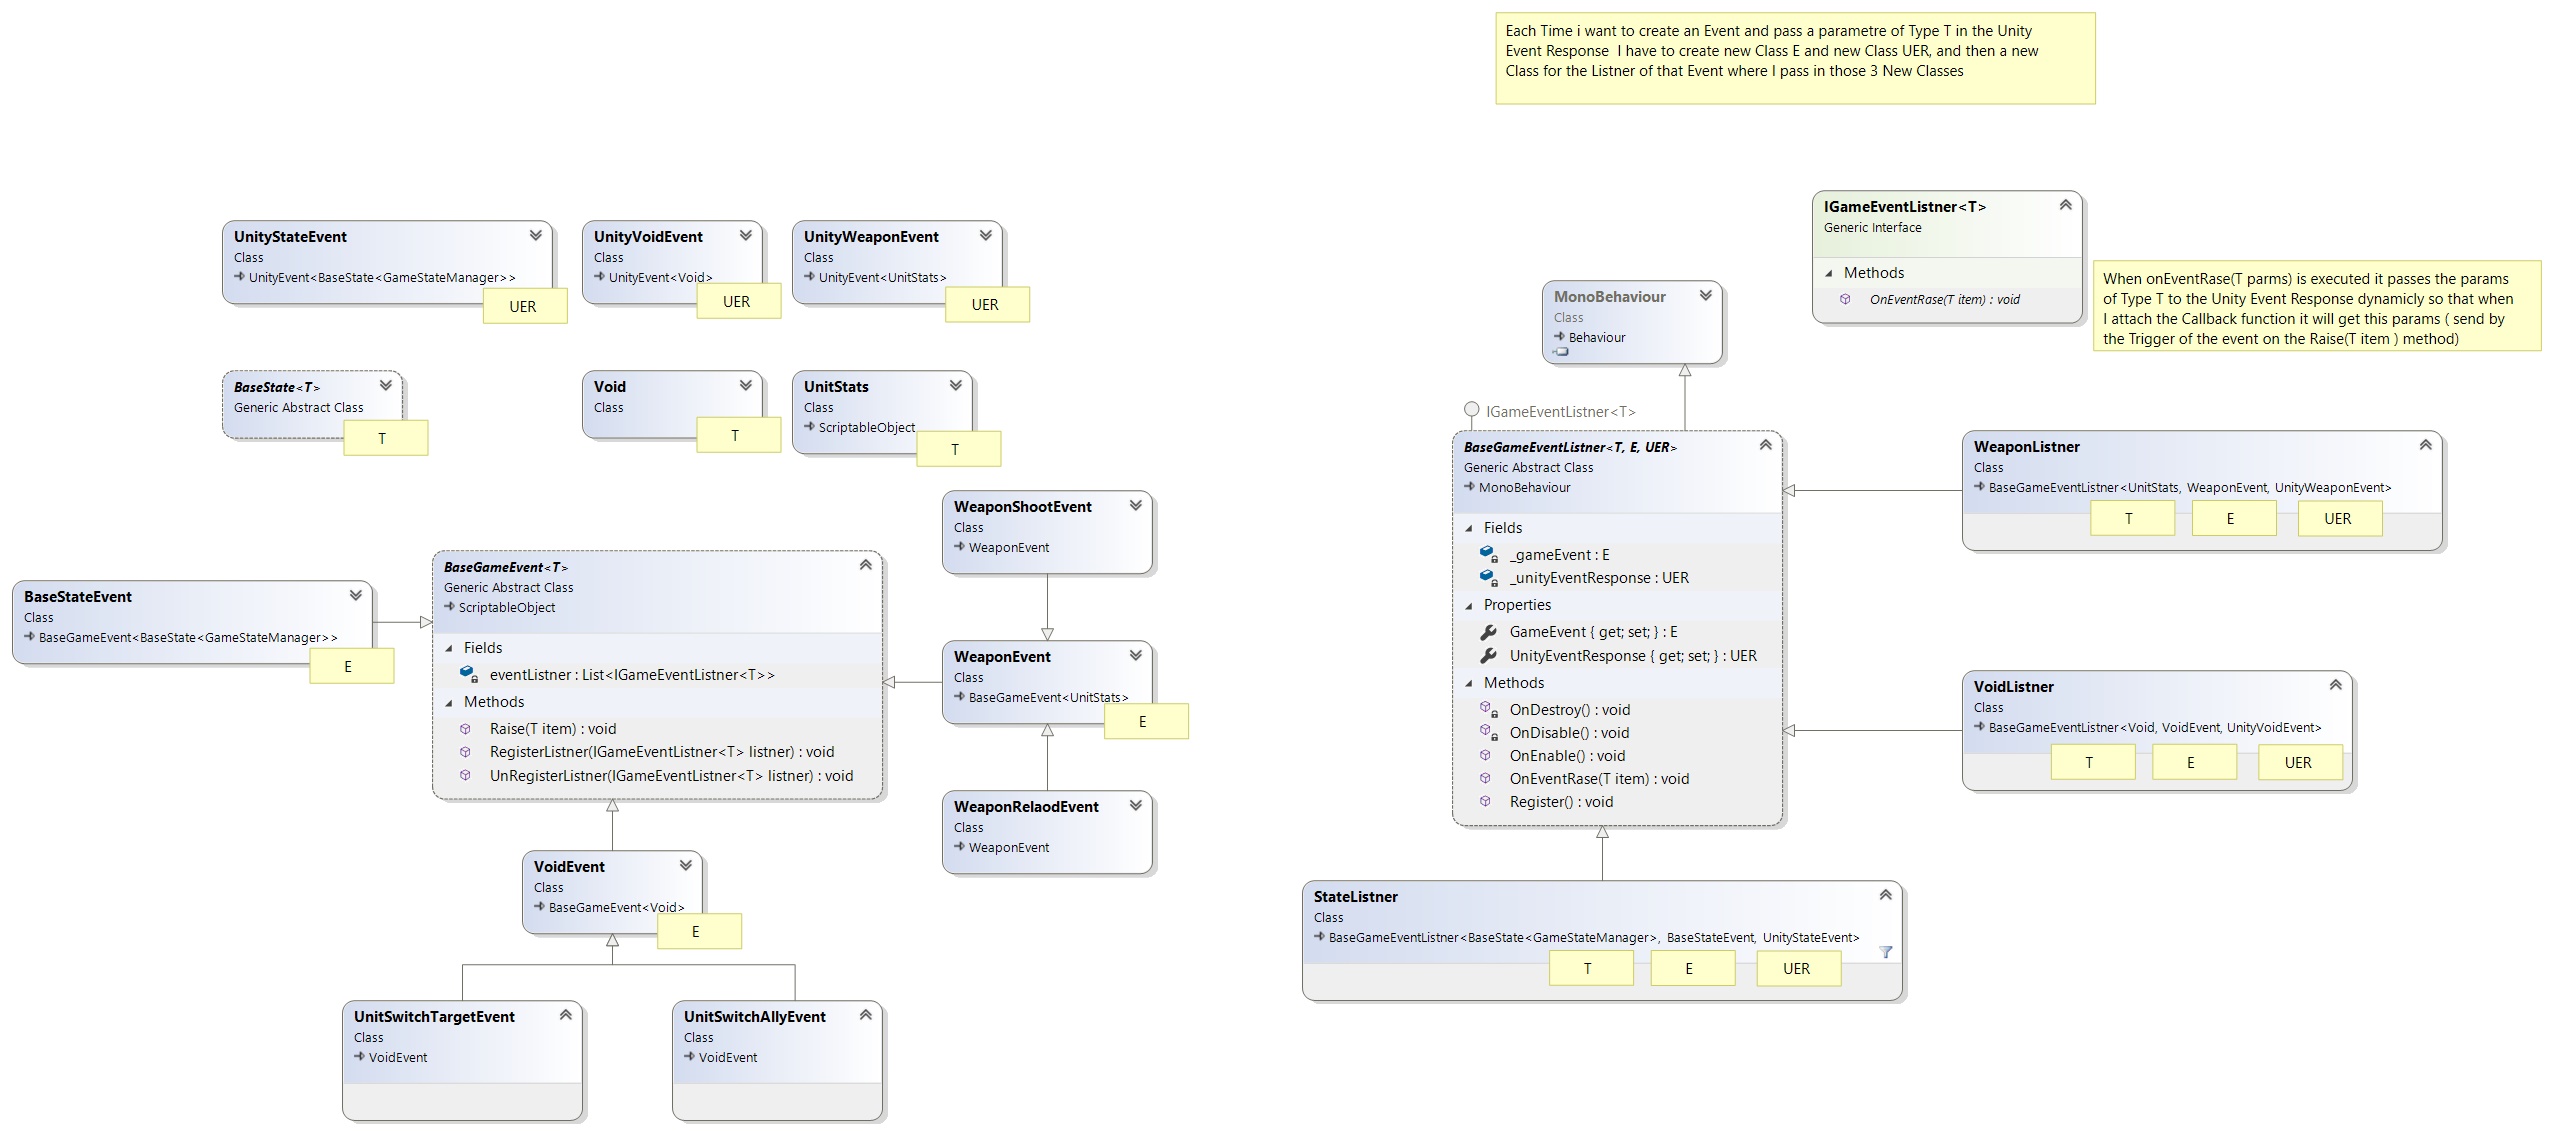 Each Time i want to create an Event and pass a parametre of Type T in the Unity
Event Response  I have to create new Class E and new Class UER, and then a new
Class for the Listner of that Event where I pass in those 3 New Classes
UnityStateEvent
Class
UnityEvent<BaseState<GameStateManager>>
UER
UnityVoidEvent
Class
UnityEvent<Void>
UER
UnityWeaponEvent
Class
UnityEvent<UnitStats>
UER
BaseState<T>
Generic Abstract Class
T
Void
Class
T
UnitStats
Class
ScriptableObject
T
BaseStateEvent
Class
BaseGameEvent<BaseState<GameStateManager>>
E
BaseGameEvent<T>
Generic Abstract Class
ScriptableObject
Fields
eventListner : List<IGameEventListner<T>>
Methods
Raise(T item) : void
RegisterListner(IGameEventListner<T> listner) : void
UnRegisterListner(IGameEventListner<T> listner) : void
WeaponShootEvent
Class
WeaponEvent
WeaponEvent
Class
BaseGameEvent<UnitStats>
E
WeaponRelaodEvent
Class
WeaponEvent
VoidEvent
Class
BaseGameEvent<Void>
E
UnitSwitchTargetEvent
Class
VoidEvent
UnitSwitchAllyEvent
Class
VoidEvent
IGameEventListner<T>
Generic Interface
Methods
OnEventRase(T item) : void
When onEventRase(T parms) is executed it passes the params
of Type T to the Unity Event Response dynamicly so that when
I attach the Callback function it will get this params ( send by
the Trigger of the event on the Raise(T item ) method)
MonoBehaviour
Class
Behaviour
IGameEventListner<T>
BaseGameEventListner<T, E, UER>
Generic Abstract Class
MonoBehaviour
Fields
_gameEvent : E
_unityEventResponse : UER
Properties
GameEvent { get; set; } : E
UnityEventResponse { get; set; } : UER
Methods
OnDestroy() : void
OnDisable() : void
OnEnable() : void
OnEventRase(T item) : void
Register() : void
WeaponListner
Class
BaseGameEventListner<UnitStats, WeaponEvent, UnityWeaponEvent>
T E UER
VoidListner
Class
BaseGameEventListner<Void, VoidEvent, UnityVoidEvent>
T E UER
StateListner
Class
BaseGameEventListner<BaseState<GameStateManager>, BaseStateEvent, UnityStateEvent>
T E UER